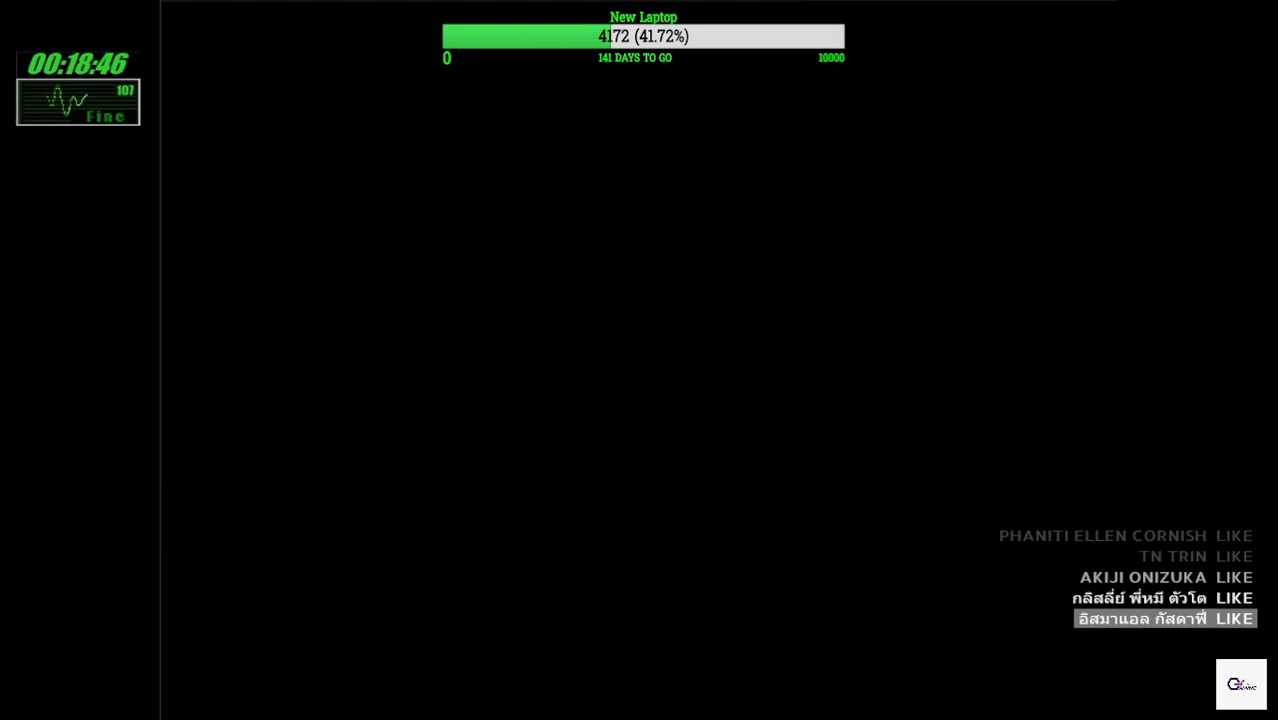 New Laptop
4172 (41.72%)
0 141 DAYS TO GO 10000
00:18:46
107
Fine
PHANITI ELLEN CORNISH LIKE
TN TRIN LIKE
AKIJI ONIZUKA LIKE
กลิสลี่ย์ พี่หมี ตัวโต LIKE
อิสมาแอล กัสดาฟี่ LIKE